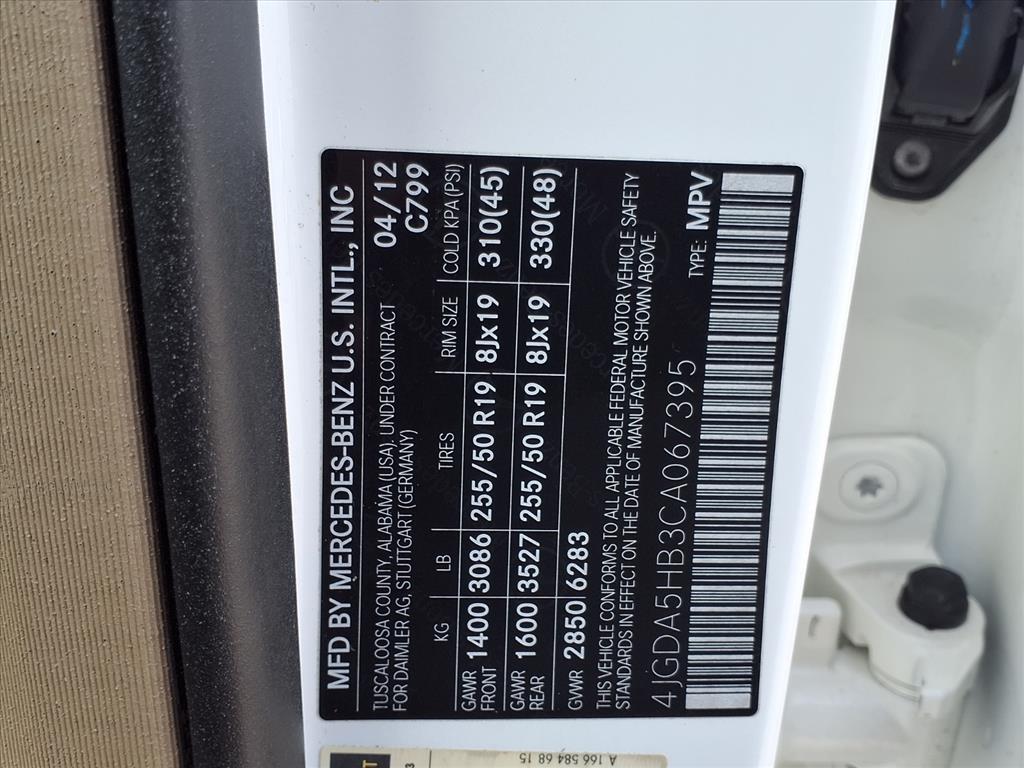 MFD BY MERCEDES-BENZ U.S. INTL., INC
TUSCALOOSA COUNTY, ALABAMA (USA), UNDER CONTRACT 04/12
FOR DAIMLER AG, STUTTGART (GERMANY) C799
KG LB TIRES RIM SIZE COLD KPA(PSI)
GAWR FRONT 1400 3086 255/50 R19 8Jx19 310(45)
GAWR REAR 1600 3527 255/50 R19 8Jx19 330(48)
GVWR 2850 6283
THIS VEHICLE CONFORMS TO ALL APPLICABLE FEDERAL MOTOR VEHICLE SAFETY
STANDARDS IN EFFECT ON THE DATE OF MANUFACTURE SHOWN ABOVE.
4JGDA5HB3CA067395 TYPE: MPV
A 166 584 68 15